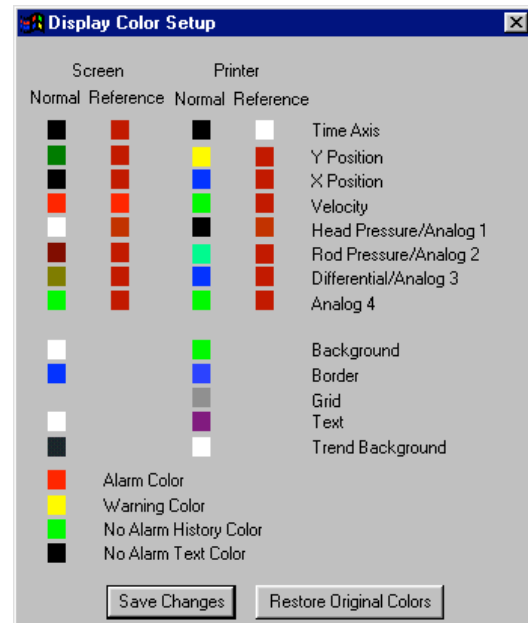 Display Color Setup
Screen Printer
Normal Reference Normal Reference
Time Axis
Y Position
X Position
Velocity
Head Pressure/Analog 1
Rod Pressure/Analog 2
Differential/Analog 3
Analog 4
Background
Border
Grid
Text
Trend Background
Alarm Color
Warning Color
No Alarm History Color
No Alarm Text Color
Save Changes Restore Original Colors